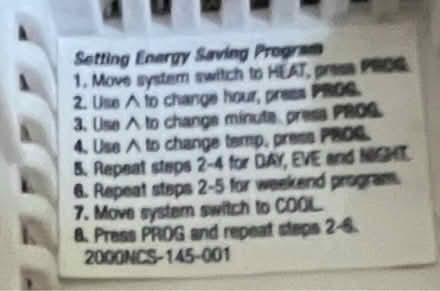 Setting Energy Saving Program
1. Move system switch to HEAT, press PROG.
2. Use ∧ to change hour, press PROG.
3. Use ∧ to change minute, press PROG.
4. Use ∧ to change temp, press PROG.
5. Repeat steps 2-4 for DAY, EVE and NIGHT.
6. Repeat steps 2-5 for weekend program.
7. Move system switch to COOL.
8. Press PROG and repeat steps 2-6.
2000NCS-145-001